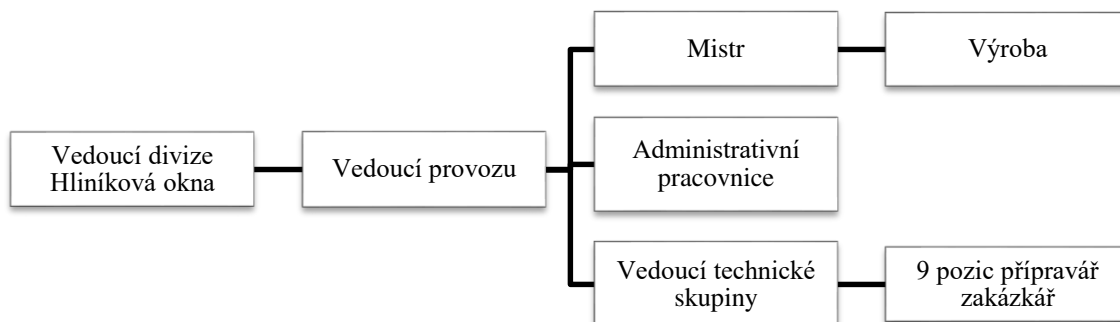 Mistr
Výroba
Vedoucí divize
Hliníková okna
Vedoucí provozu
Administrativní
pracovnice
Vedoucí technické
skupiny
9 pozic přípravář
zakázkář